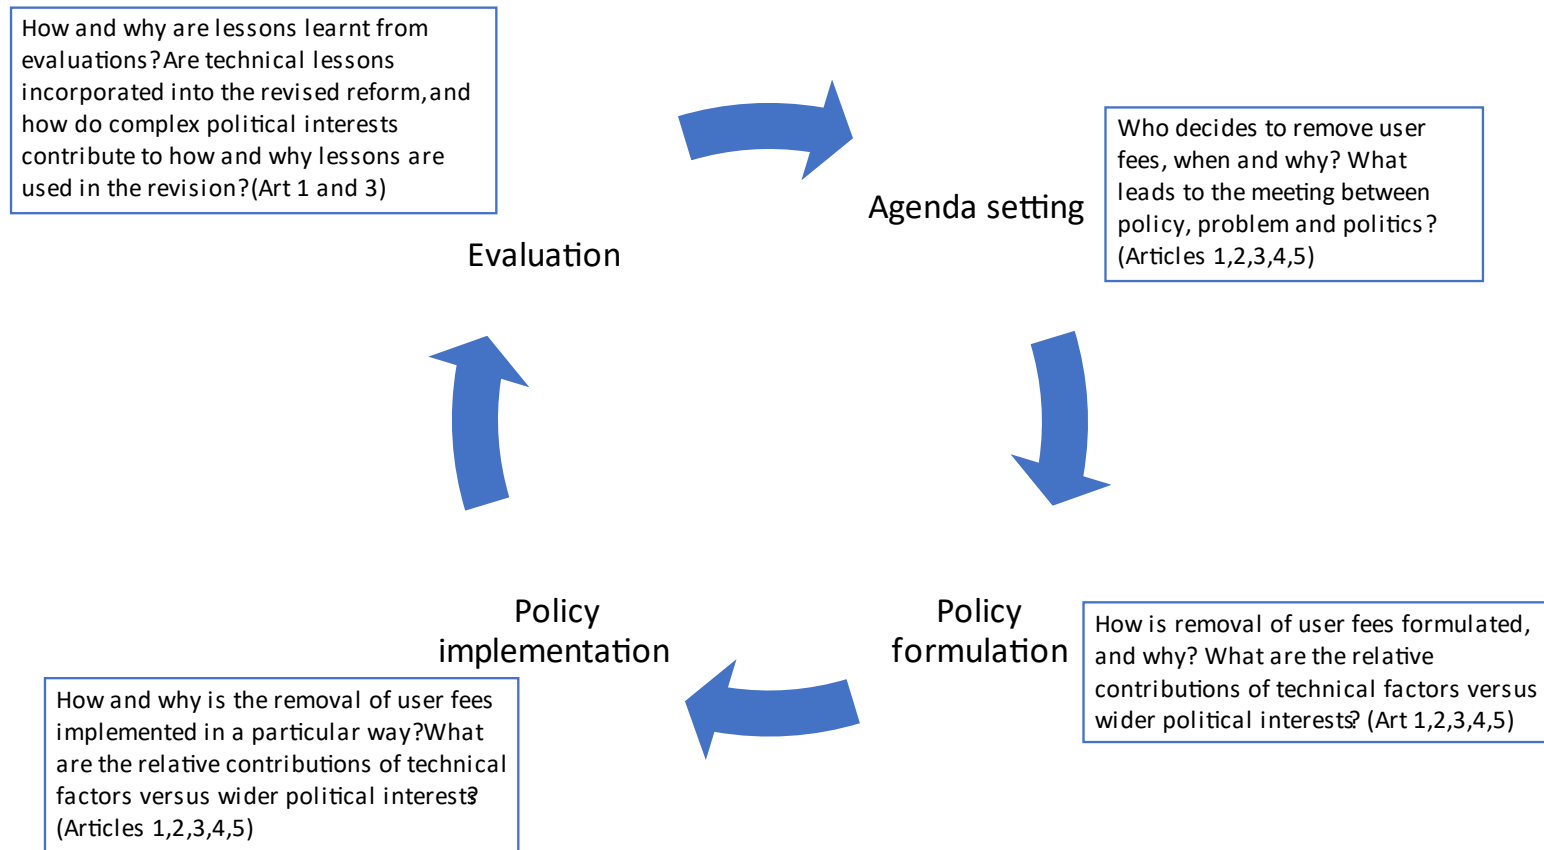 How and why are lessons learnt from
evaluations? Are technical lessons
incorporated into the revised reform, and
how do complex political interests
contribute to how and why lessons are
used in the revision? (Art 1 and 3)
Evaluation
Agenda setting
Who decides to remove user
fees, when and why? What
leads to the meeting between
policy, problem and politics?
(Articles 1,2,3,4,5)
Policy
formulation
How is removal of user fees formulated,
and why? What are the relative
contributions of technical factors versus
wider political interests? (Art 1,2,3,4,5)
Policy
implementation
How and why is the removal of user fees
implemented in a particular way? What
are the relative contributions of technical
factors versus wider political interests?
(Articles 1,2,3,4,5)